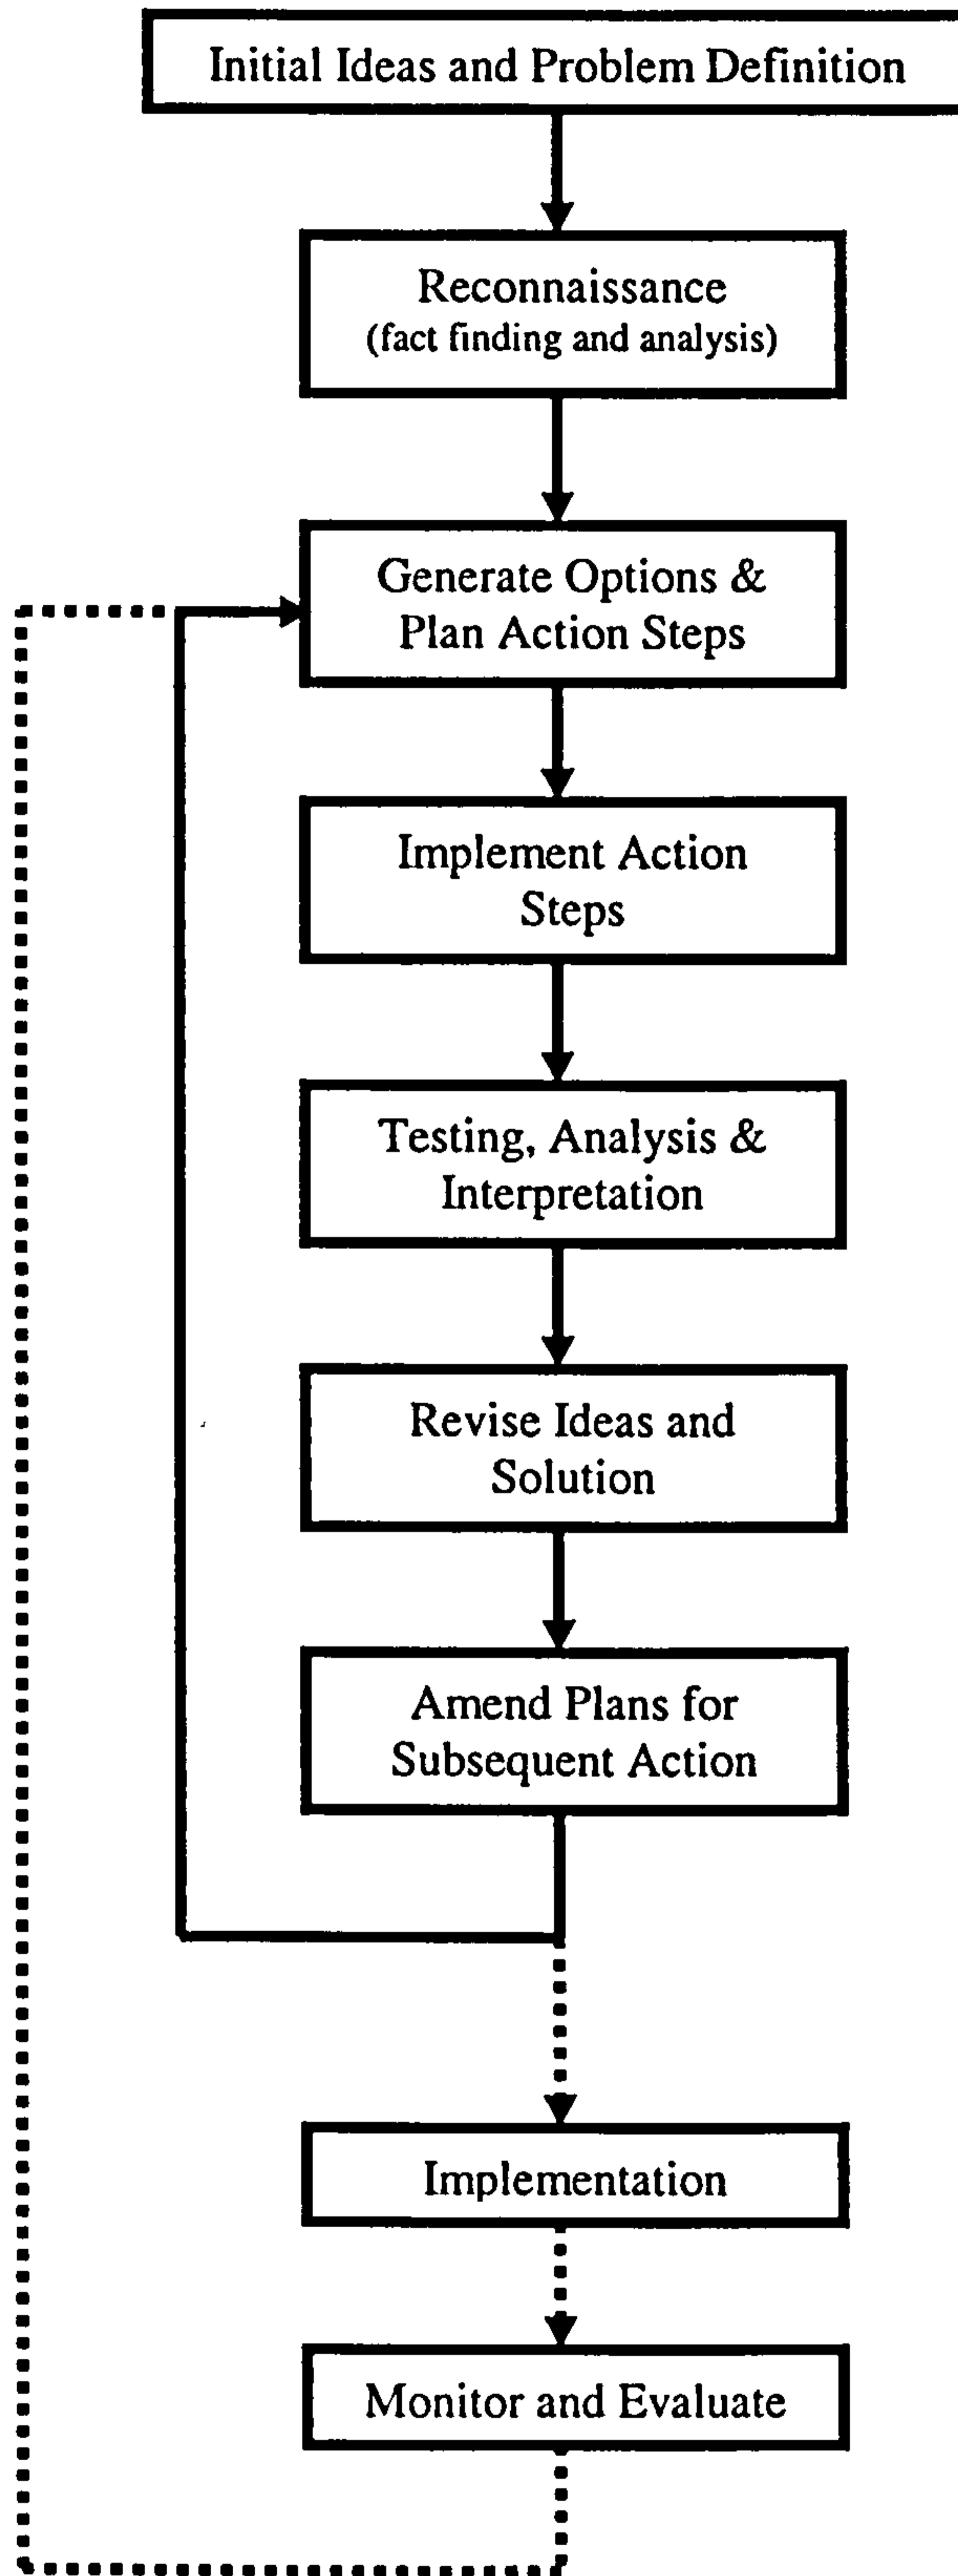 Initial Ideas and Problem Definition
Reconnaissance
(fact finding and analysis)
Generate Options &
Plan Action Steps
Implement Action
Steps
Testing, Analysis &
Interpretation
Revise Ideas and
Solution
Amend Plans for
Subsequent Action
Implementation
Monitor and Evaluate